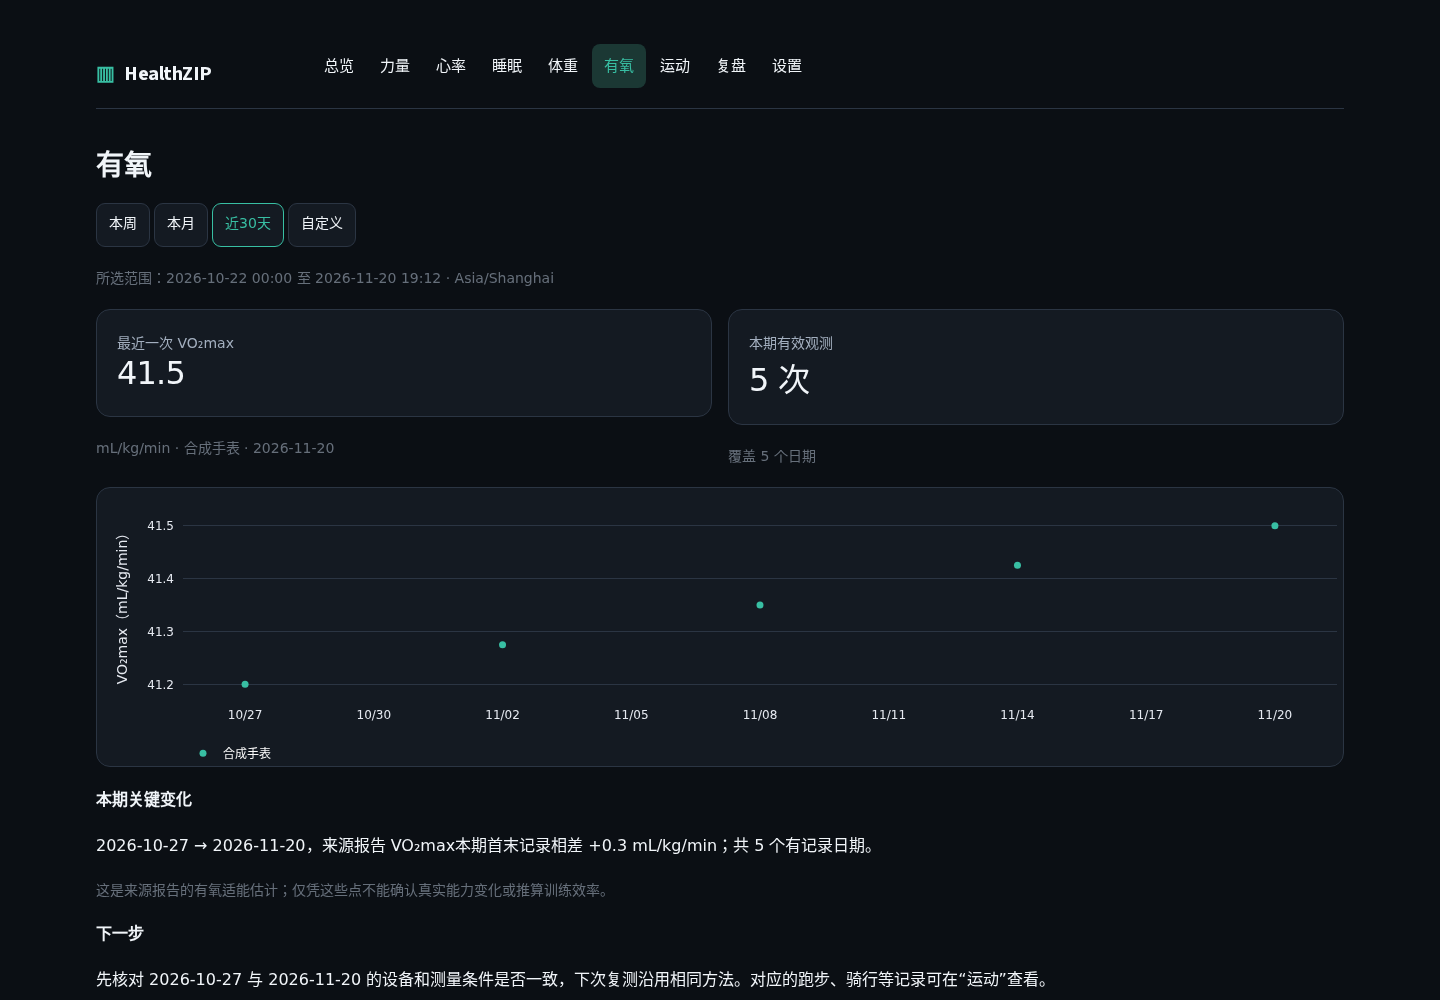 HealthZIP
总览 力量 心率 睡眠 体重 有氧 运动 复盘 设置
有氧
本周 本月 近30天 自定义
所选范围：2026-10-22 00:00 至 2026-11-20 19:12 · Asia/Shanghai
最近一次 VO₂max
41.5
mL/kg/min · 合成手表 · 2026-11-20
本期有效观测
5 次
覆盖 5 个日期
VO₂max（mL/kg/min）
41.5
41.4
41.3
41.2
10/27 10/30 11/02 11/05 11/08 11/11 11/14 11/17 11/20
合成手表
本期关键变化
2026-10-27 → 2026-11-20，来源报告 VO₂max本期首末记录相差 +0.3 mL/kg/min；共 5 个有记录日期。
这是来源报告的有氧适能估计；仅凭这些点不能确认真实能力变化或推算训练效率。
下一步
先核对 2026-10-27 与 2026-11-20 的设备和测量条件是否一致，下次复测沿用相同方法。对应的跑步、骑行等记录可在“运动”查看。